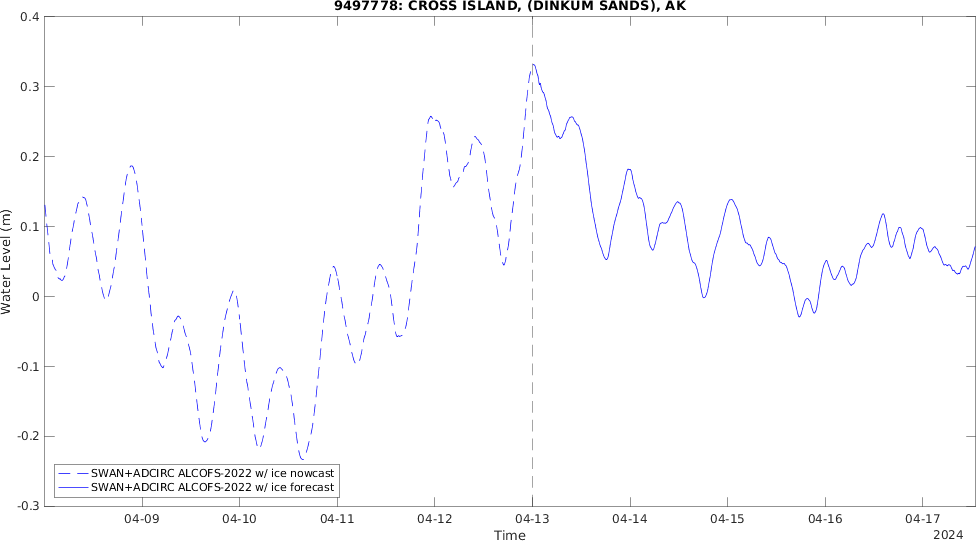 9497778: CROSS ISLAND, (DINKUM SANDS), AK
0.4
0.3
0.2
0.1
0
-0.1
-0.2
-0.3
Water Level (m)
SWAN+ADCIRC ALCOFS-2022 w/ ice nowcast
SWAN+ADCIRC ALCOFS-2022 w/ ice forecast
04-09 04-10 04-11 04-12 04-13 04-14 04-15 04-16 04-17
Time
2024